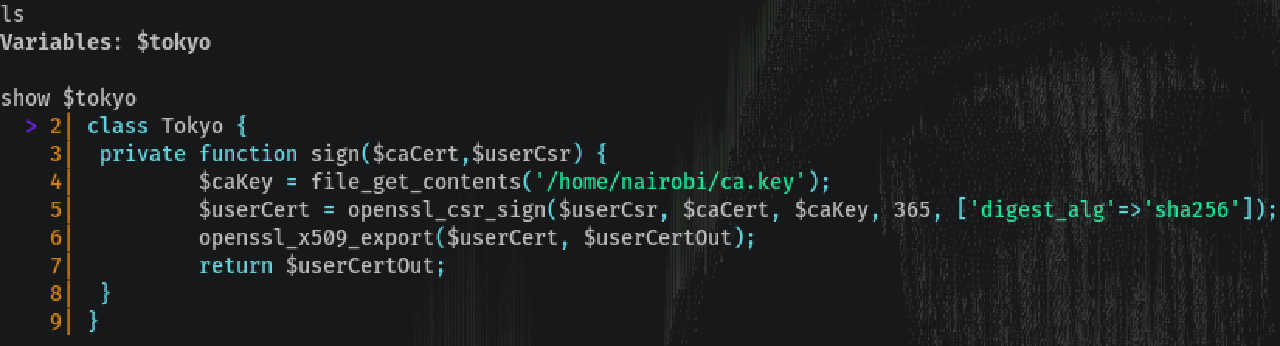 ls
Variables: $tokyo
show $tokyo
> 2| class Tokyo {
3| private function sign($caCert,$userCsr) {
4| $caKey = file_get_contents('/home/nairobi/ca.key');
5| $userCert = openssl_csr_sign($userCsr, $caCert, $caKey, 365, ['digest_alg'=>'sha256']);
6| openssl_x509_export($userCert, $userCertOut);
7| return $userCertOut;
8| }
9| }